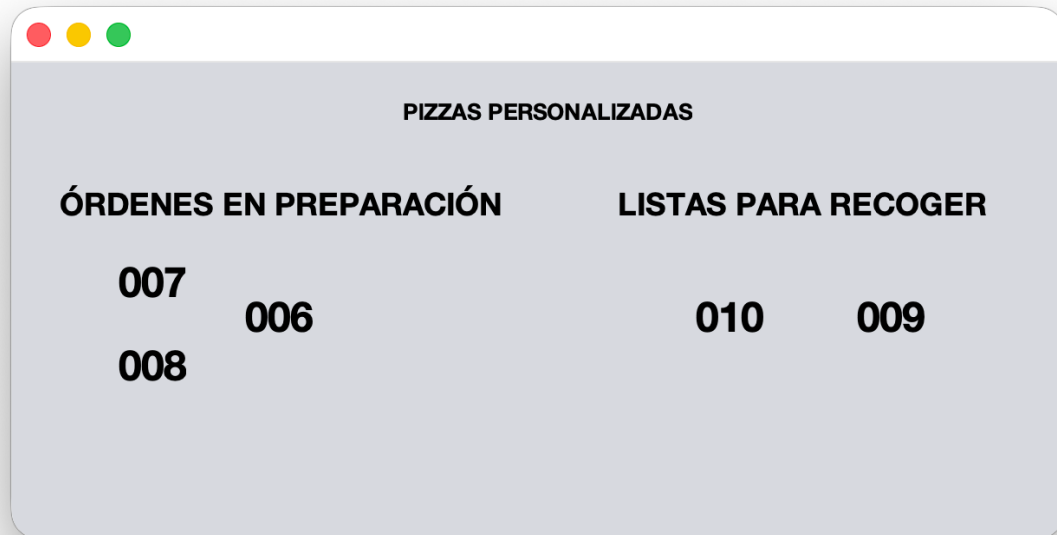 PIZZAS PERSONALIZADAS
ÓRDENES EN PREPARACIÓN
007
006
008
LISTAS PARA RECOGER
010 009